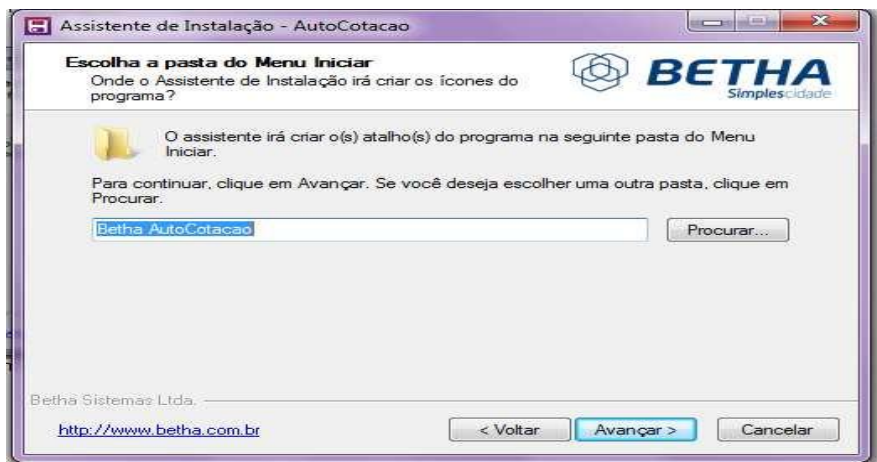 Assistente de Instalação - AutoCotacao
Escolha a pasta do Menu Iniciar
Onde o Assistente de Instalação irá criar os ícones do
programa?
BETHA
Simplescidade
O assistente irá criar o(s) atalho(s) do programa na seguinte pasta do Menu
Iniciar.
Para continuar, clique em Avançar. Se você deseja escolher uma outra pasta, clique em
Procurar.
Betha AutoCotacao
Procurar...
Betha Sistemas Ltda.
http://www.betha.com.br
< Voltar
Avançar >
Cancelar